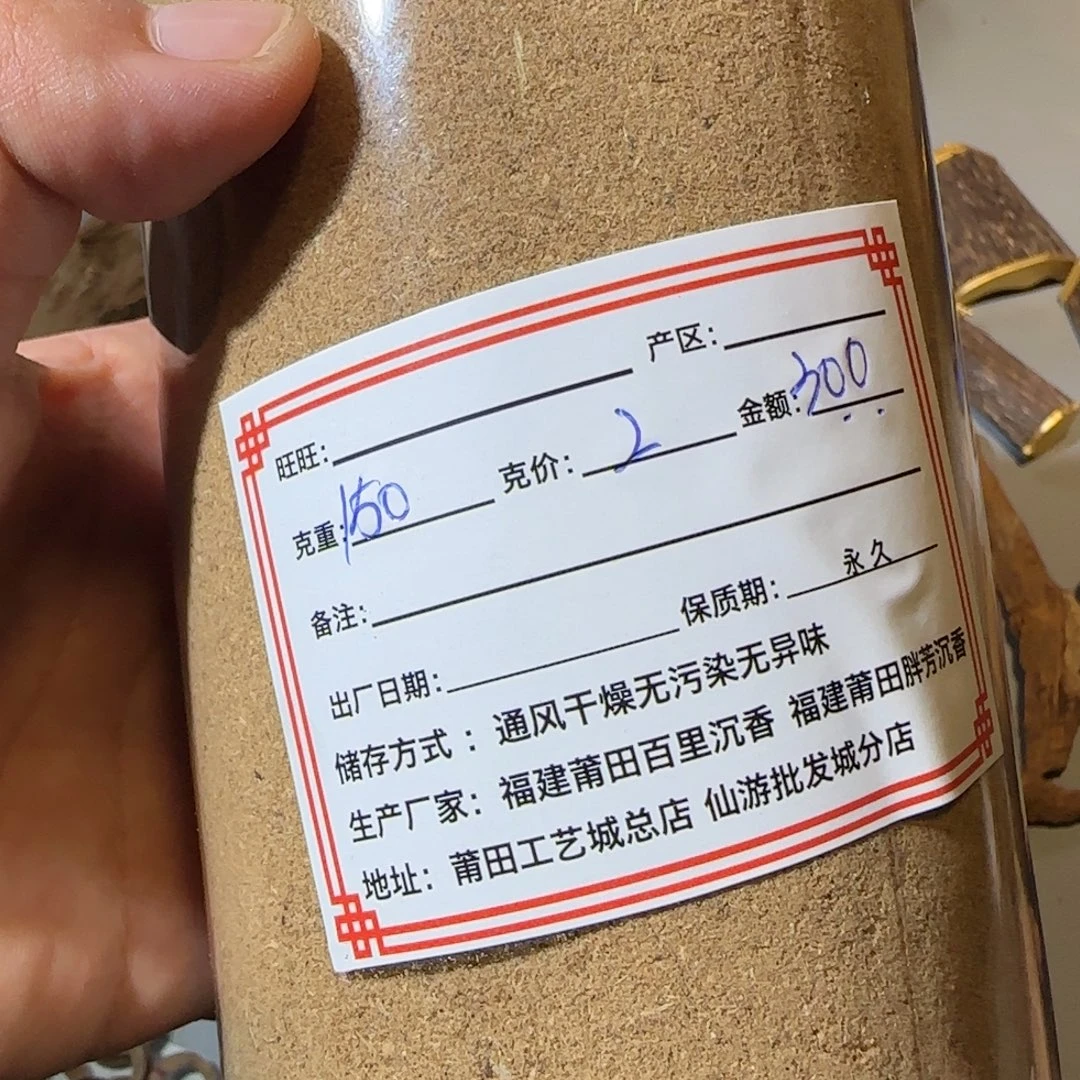 旺旺： 产区：
克重：150 克价：2 金额：300
备注：
出厂日期： 保质期：永久
储存方式：通风干燥无污染无异味
生产厂家：福建莆田百里沉香 福建莆田胖芳沉香
地址：莆田工艺城总店 仙游批发城分店